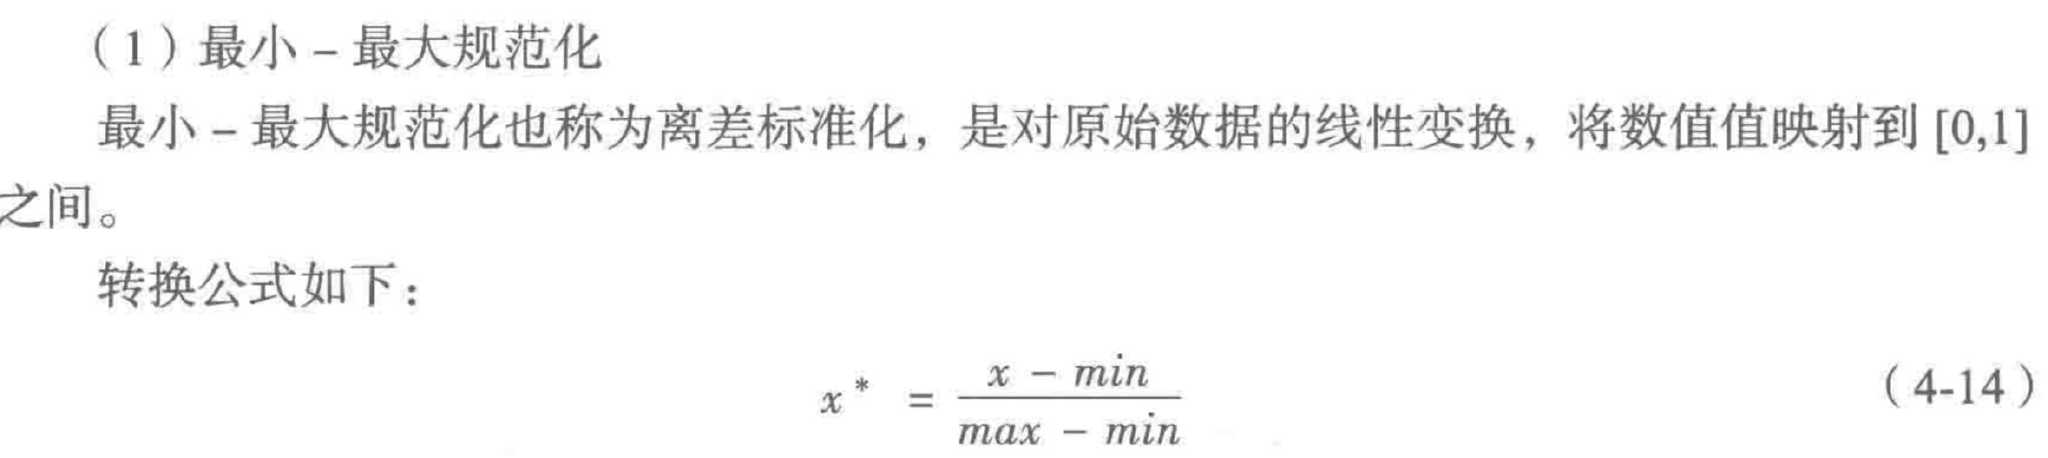 （1）最小 – 最大规范化
最小 – 最大规范化也称为离差标准化，是对原始数据的线性变换，将数值值映射到 [0,1]
之间。
转换公式如下：
x* = \frac{x - min}{max - min} （4-14）